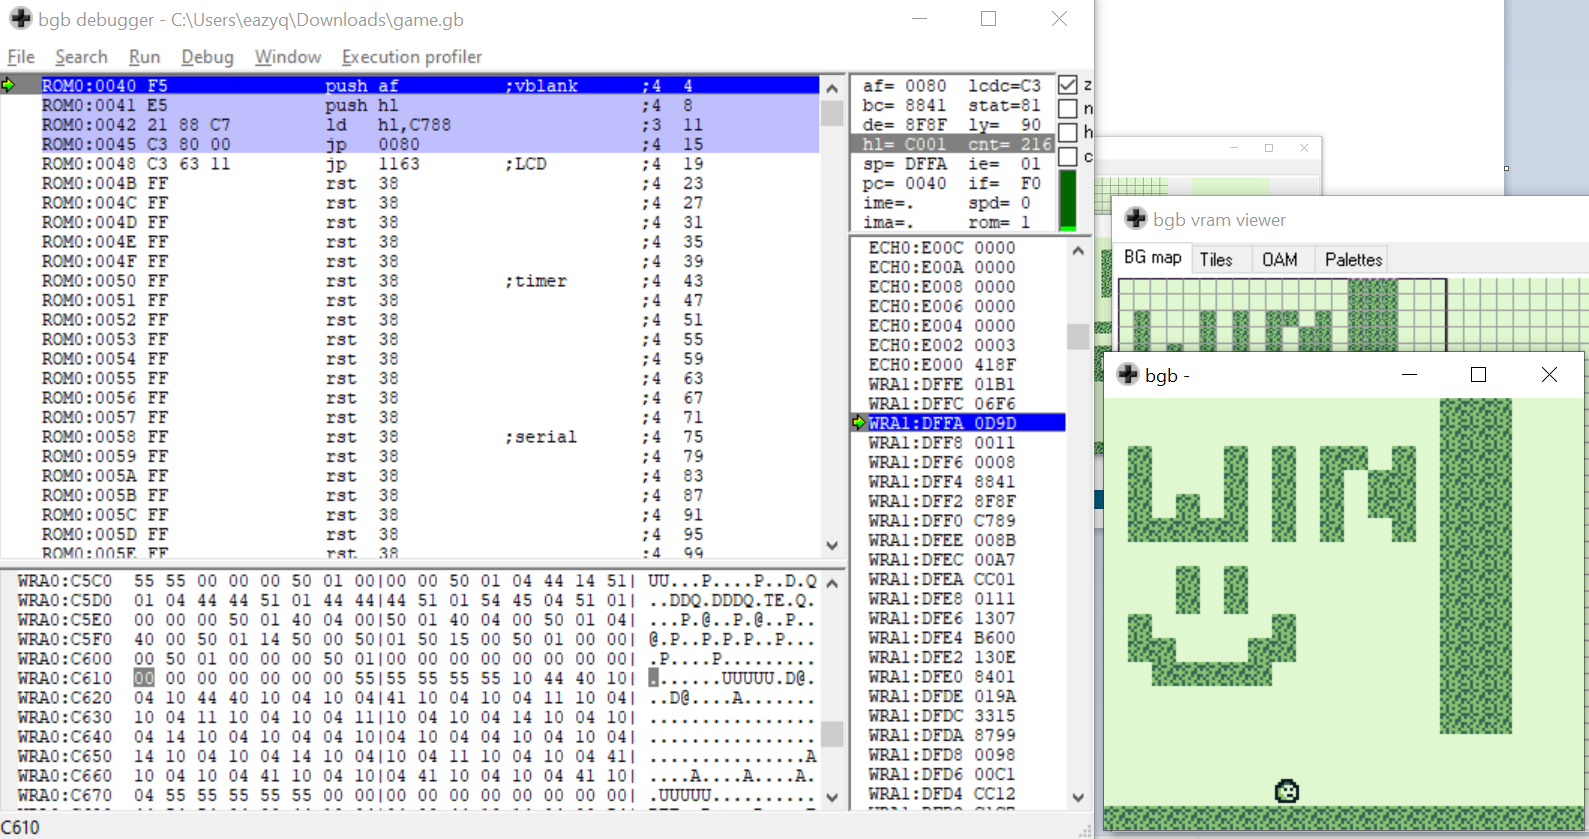 bgb debugger - C:\Users\eazyq\Downloads\game.gb
File Search Run Debug Window Execution profiler
ROM0:0040 F5 push af ;vblank ;4 4
ROM0:0041 E5 push hl ;4 8
ROM0:0042 21 88 C7 ld hl,C788 ;3 11
ROM0:0045 C3 80 00 jp 0080 ;4 15
ROM0:0048 C3 63 11 jp 1163 ;LCD ;4 19
ROM0:004B FF rst 38 ;4 23
ROM0:004C FF rst 38 ;4 27
ROM0:004D FF rst 38 ;4 31
ROM0:004E FF rst 38 ;4 35
ROM0:004F FF rst 38 ;4 39
ROM0:0050 FF rst 38 ;timer ;4 43
ROM0:0051 FF rst 38 ;4 47
ROM0:0052 FF rst 38 ;4 51
ROM0:0053 FF rst 38 ;4 55
ROM0:0054 FF rst 38 ;4 59
ROM0:0055 FF rst 38 ;4 63
ROM0:0056 FF rst 38 ;4 67
ROM0:0057 FF rst 38 ;4 71
ROM0:0058 FF rst 38 ;serial ;4 75
ROM0:0059 FF rst 38 ;4 79
ROM0:005A FF rst 38 ;4 83
ROM0:005B FF rst 38 ;4 87
ROM0:005C FF rst 38 ;4 91
ROM0:005D FF rst 38 ;4 95
ROM0:005E FF rst 38 ;4 99
af= 0080 lcdc=C3 z
bc= 8841 stat=81 n
de= 8F8F ly= 90 h
hl= C001 cnt= 216 c
sp= DFFA ie= 01
pc= 0040 if= F0
ime=. spd= 0
ima=. rom= 1
ECH0:E00C 0000
ECH0:E00A 0000
ECH0:E008 0000
ECH0:E006 0000
ECH0:E004 0000
ECH0:E002 0003
ECH0:E000 418F
WRA1:DFFE 01B1
WRA1:DFFC 06F6
WRA1:DFFA 0D9D
WRA1:DFF8 0011
WRA1:DFF6 0008
WRA1:DFF4 8841
WRA1:DFF2 8F8F
WRA1:DFF0 C789
WRA1:DFEE 008B
WRA1:DFEC 00A7
WRA1:DFEA CC01
WRA1:DFE8 0111
WRA1:DFE6 1307
WRA1:DFE4 B600
WRA1:DFE2 130E
WRA1:DFE0 8401
WRA1:DFDE 019A
WRA1:DFDC 3315
WRA1:DFDA 8799
WRA1:DFD8 0098
WRA1:DFD6 00C1
WRA1:DFD4 CC12
WRA0:C5C0 55 55 00 00 00 50 01 00|00 00 50 01 04 44 14 51| UU...P....P..D.Q
WRA0:C5D0 01 04 44 44 51 01 44 44|44 51 01 54 45 04 51 01| ..DDQ.DDDQ.TE.Q.
WRA0:C5E0 00 00 00 50 01 40 04 00|50 01 40 04 00 50 01 04| ...P.@..P.@..P..
WRA0:C5F0 40 00 50 01 14 50 00 50|01 50 15 00 50 01 00 00| @.P..P.P.P..P...
WRA0:C600 00 50 01 00 00 00 50 01|00 00 00 00 00 00 00 00| .P....P.........
WRA0:C610 00 00 00 00 00 00 00 55|55 55 55 55 10 44 40 10| .......UUUUU.D@.
WRA0:C620 04 10 44 40 10 04 10 04|41 10 04 10 04 11 10 04| ..D@....A.......
WRA0:C630 10 04 11 10 04 10 04 11|10 04 10 04 14 10 04 10| ................
WRA0:C640 04 14 10 04 10 04 04 10|04 10 04 10 04 10 04 10| ................
WRA0:C650 14 10 04 10 04 14 10 04|10 04 11 10 04 10 04 41| ...............A
WRA0:C660 10 04 10 04 41 10 04 10|04 41 10 04 10 04 41 10| ....A....A....A.
WRA0:C670 04 55 55 55 55 55 00 00|00 00 00 00 00 00 00 00| .UUUUU..........
C610
bgb vram viewer
BG map Tiles OAM Palettes
bgb -
WIN